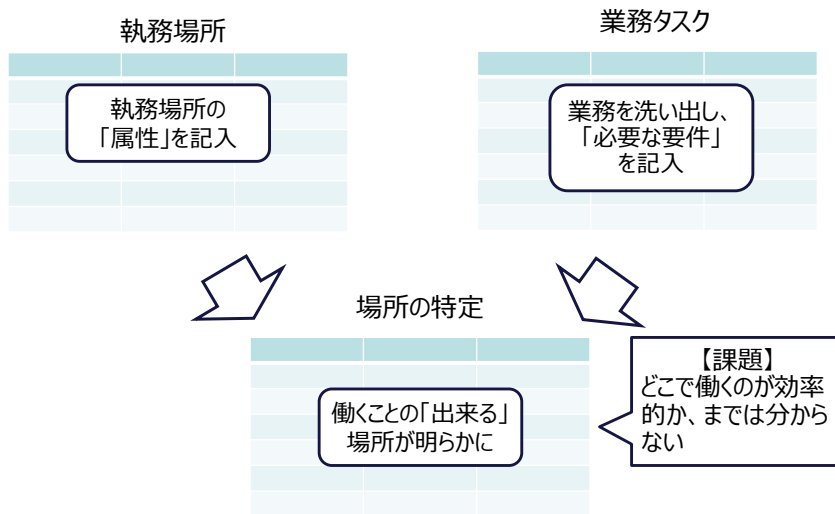 執務場所
業務タスク
執務場所の
「属性」を記入
業務を洗い出し、
「必要な要件」
を記入
場所の特定
働くことの「出来る」
場所が明らかに
【課題】
どこで働くのが効率
的か、までは分から
ない